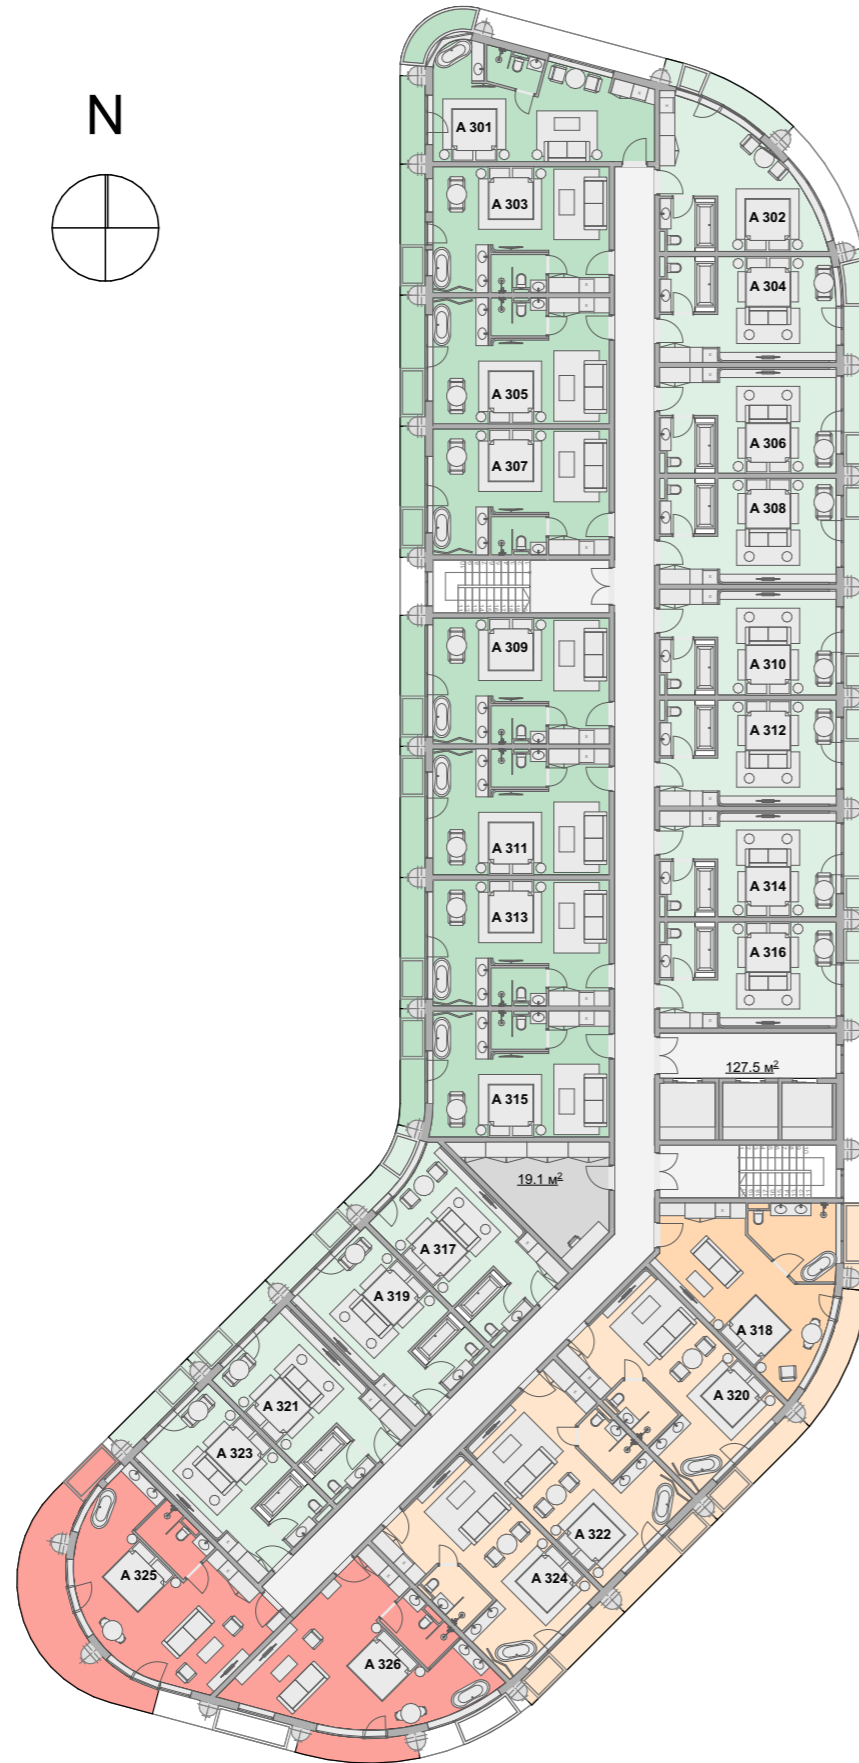 N
A 301
A 302
A 303
A 304
A 305
A 306
A 307
A 308
A 309
A 310
A 311
A 312
A 313
A 314
A 315
A 316
127.5 м²
19.1 м²
A 317
A 318
A 319
A 320
A 321
A 322
A 323
A 324
A 325
A 326